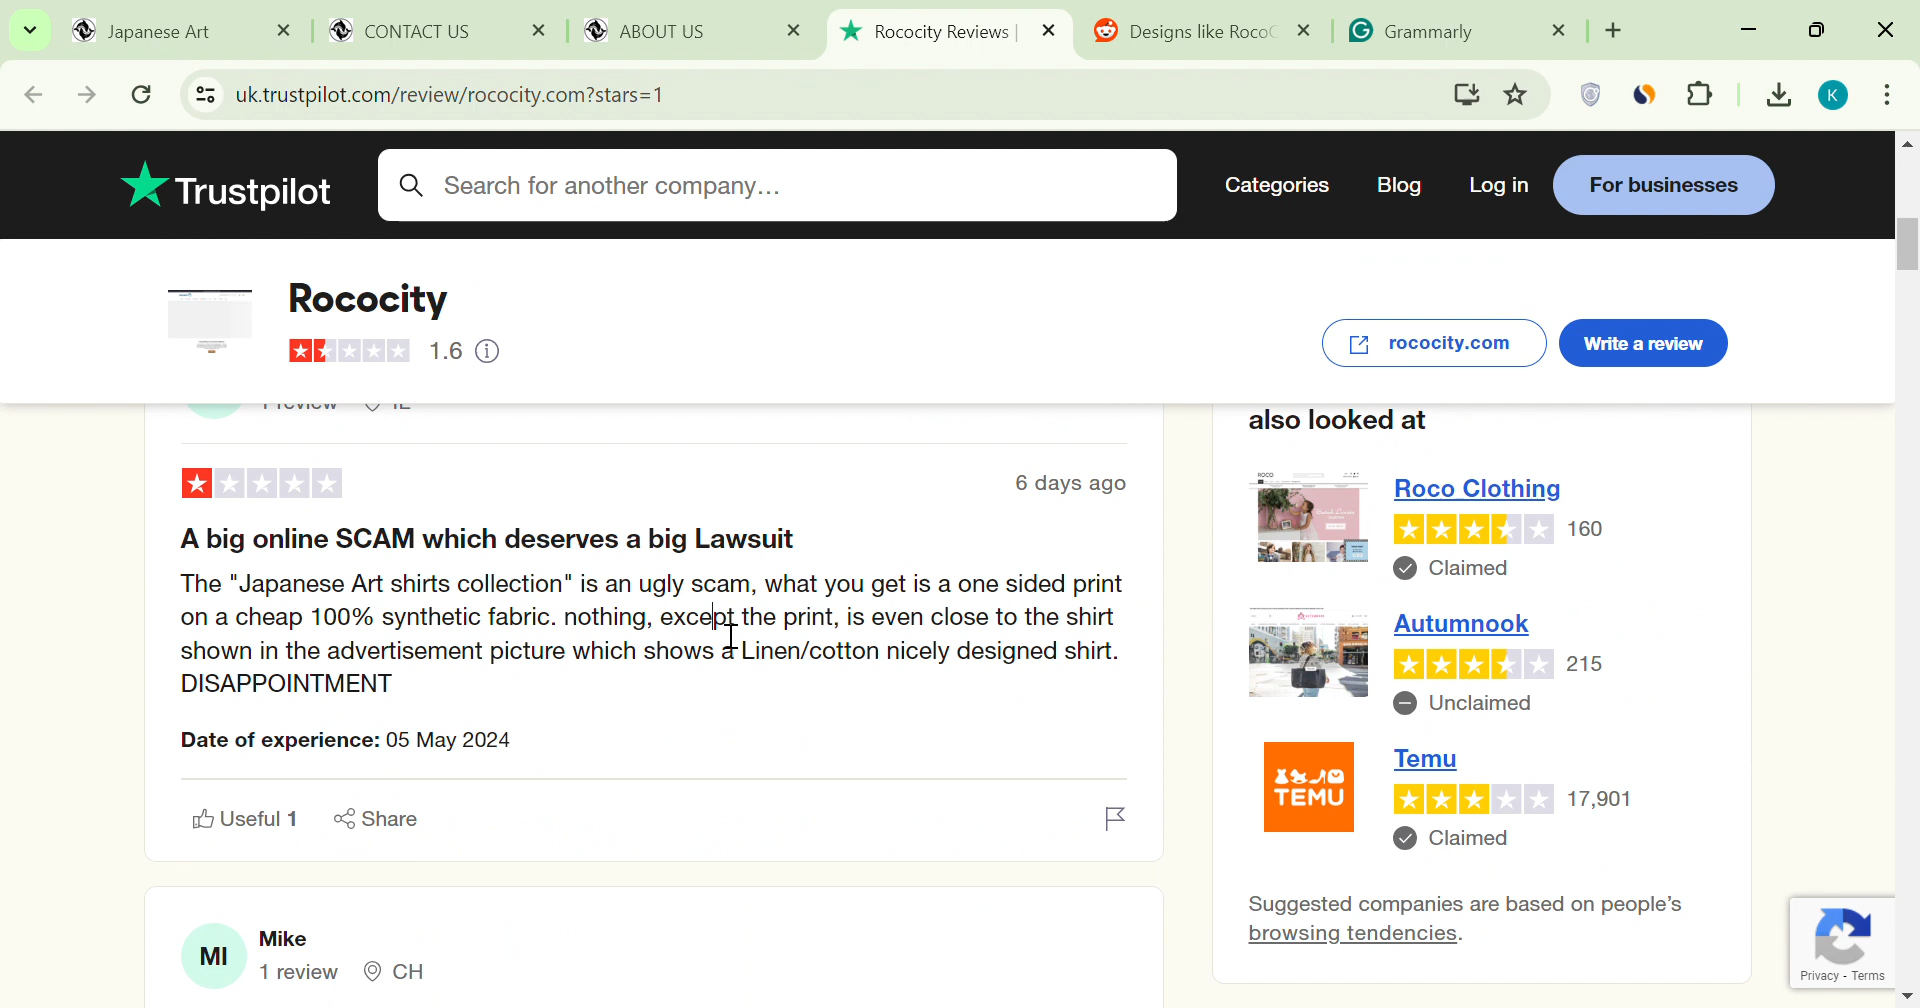 Japanese Art
CONTACT US
ABOUT US
Rococity Reviews |
Designs like RocoC
Grammarly
uk.trustpilot.com/review/rococity.com?stars=1
K
Trustpilot
Search for another company…
Categories
Blog
Log in
For businesses
Rococity
1.6
rococity.com
Write a review
1 review
IL
6 days ago
A big online SCAM which deserves a big Lawsuit
The "Japanese Art shirts collection" is an ugly scam, what you get is a one sided print
on a cheap 100% synthetic fabric. nothing, except the print, is even close to the shirt
shown in the advertisement picture which shows a Linen/cotton nicely designed shirt.
DISAPPOINTMENT
Date of experience: 05 May 2024
Useful 1
Share
MI
Mike
1 review
CH
also looked at
ROCO
Roco Clothing
160
Claimed
Autumnook
215
Unclaimed
TEMU
Temu
17,901
Claimed
Suggested companies are based on people's
browsing tendencies.
Privacy - Terms